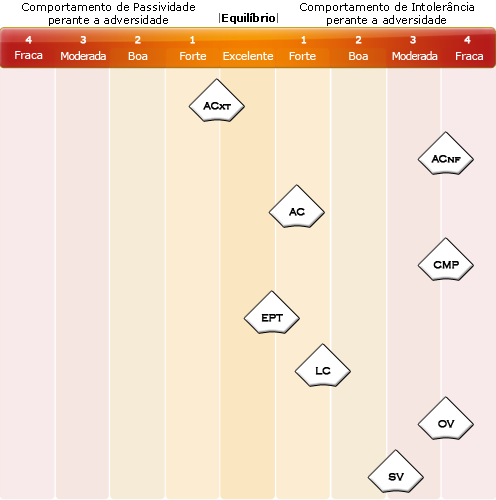 Comportamento de Passividade
perante a adversidade
|Equilíbrio|
Comportamento de Intolerância
perante a adversidade
4 3 2 1 1 2 3 4
Fraca Moderada Boa Forte Excelente Forte Boa Moderada Fraca
ACXT
ACNF
AC
CMP
EPT
LC
OV
SV